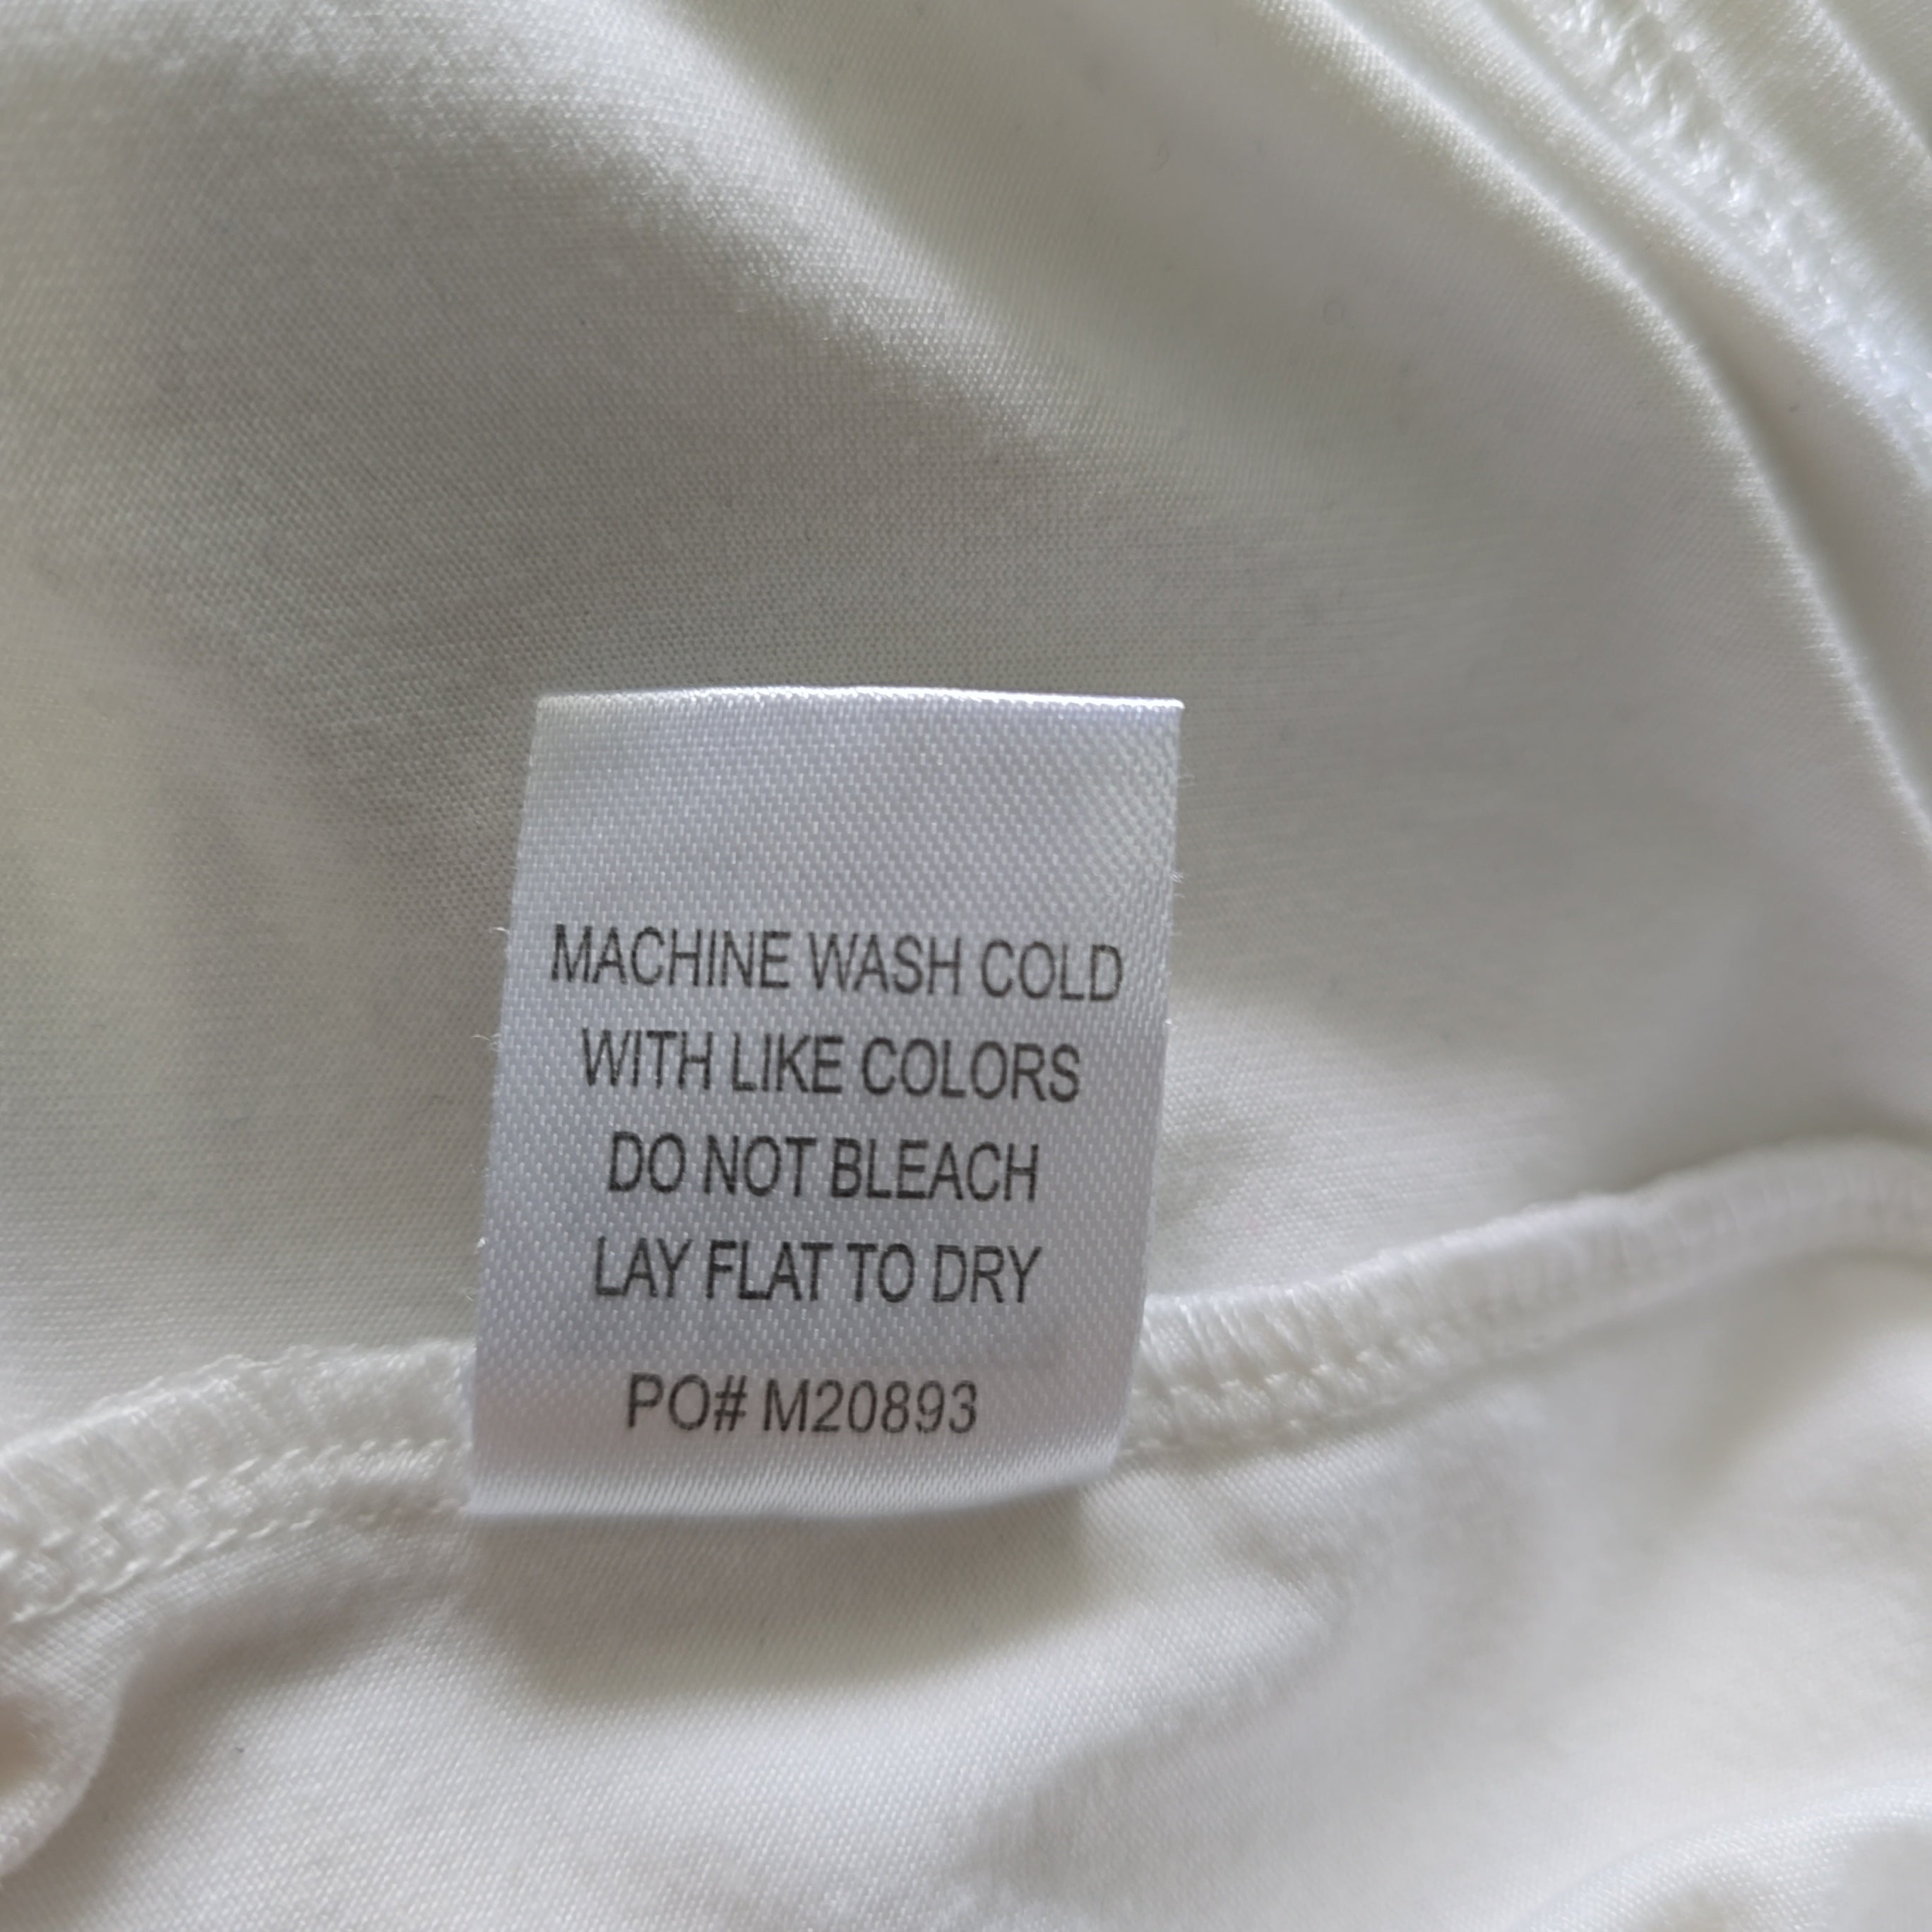 MACHINE WASH COLD
WITH LIKE COLORS
DO NOT BLEACH
LAY FLAT TO DRY
PO# M20893